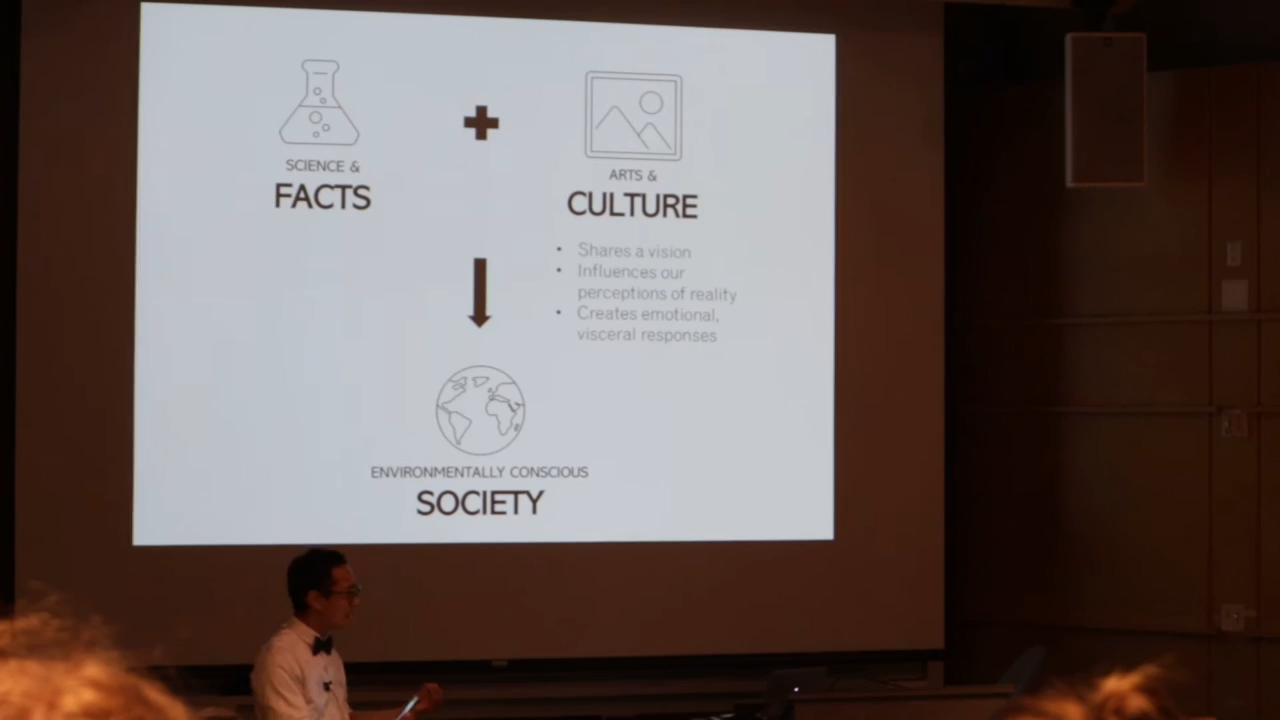 SCIENCE &
FACTS
ARTS &
CULTURE
• Shares a vision
• Influences our
perceptions of reality
• Creates emotional,
visceral responses
ENVIRONMENTALLY CONSCIOUS
SOCIETY